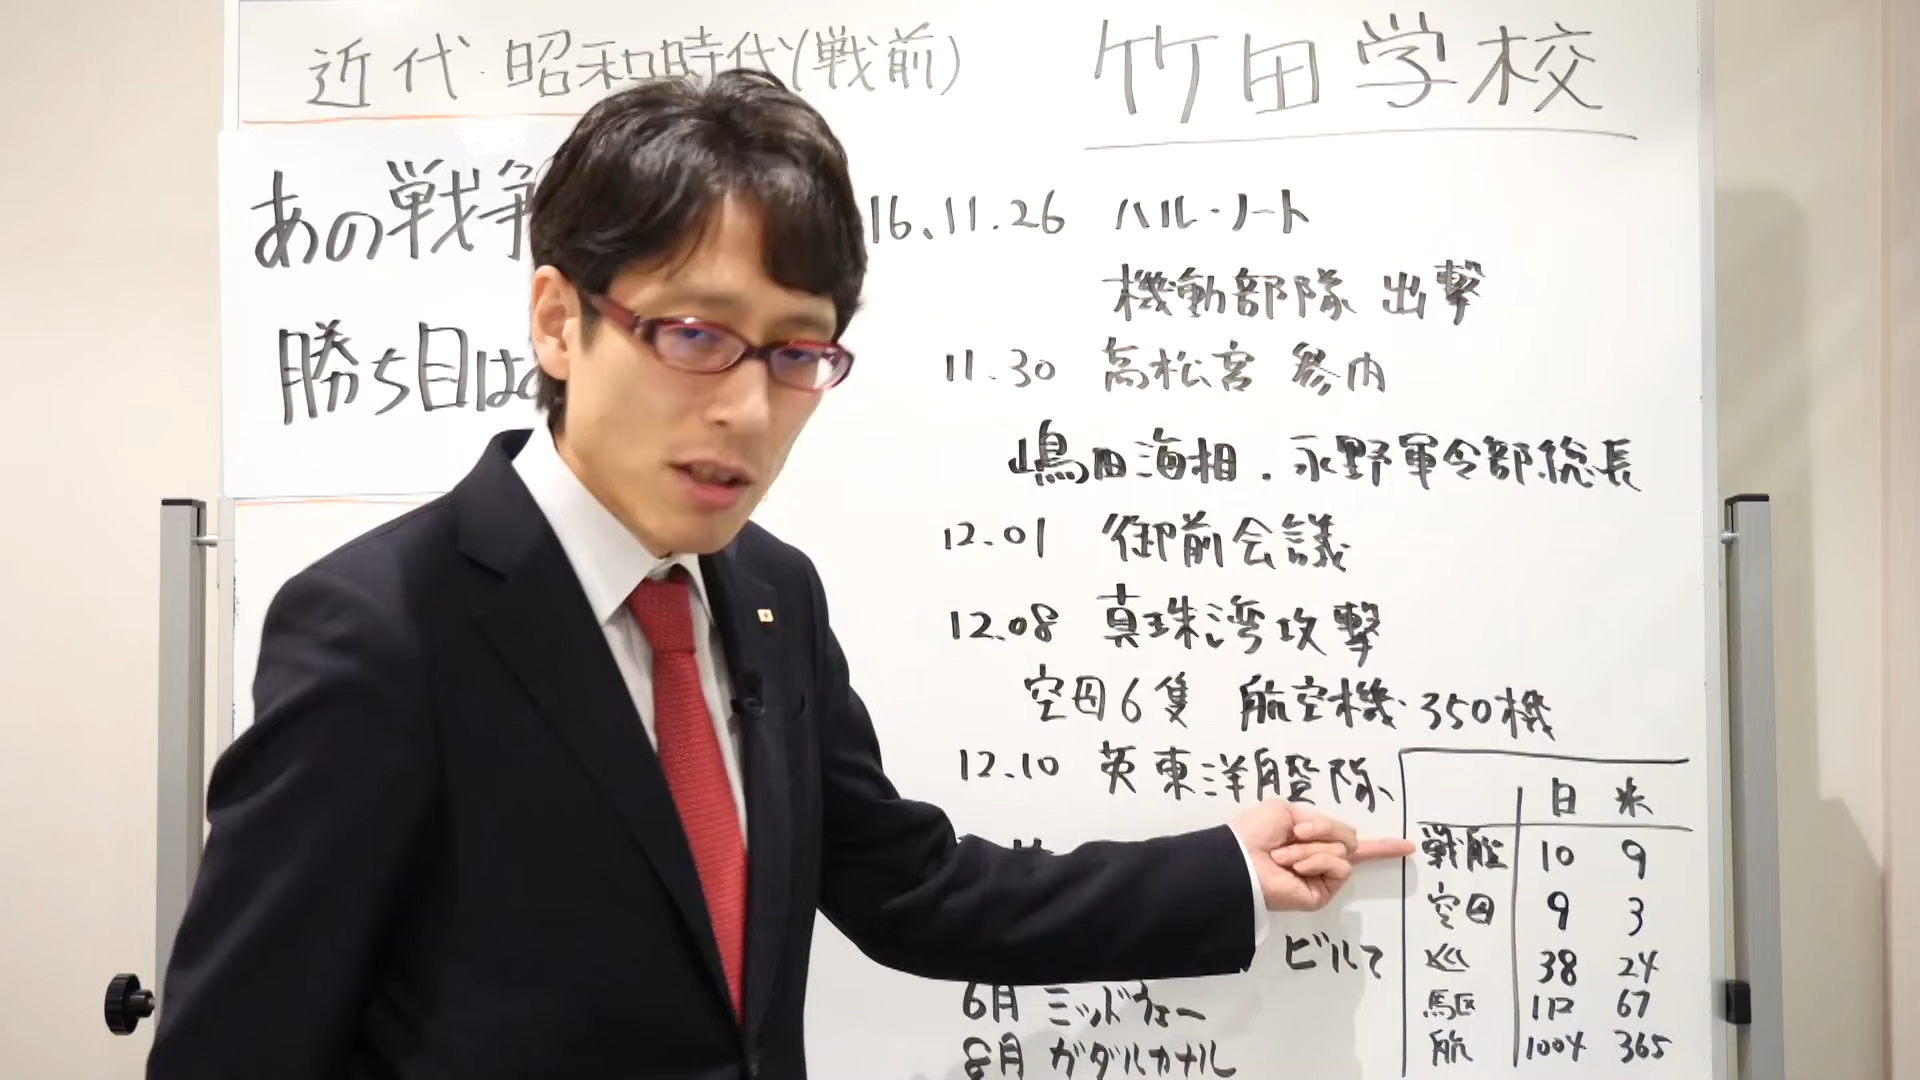 近代・昭和時代(戦前)
竹田学校
あの戦争
勝ち目は
16.11.26 ハル・ノート
機動部隊 出撃
11.30 高松宮 参内
嶋田海相.永野軍令部総長
12.01 御前会議
12.08 真珠湾攻撃
空母6隻 航空機 350機
12.10 英東洋艦隊
ビルマ
6月 ミッドウェー
8月 ガダルカナル
日 米
戦艦 10 9
空母 9 3
巡 38 24
駆 112 67
航 1004 365